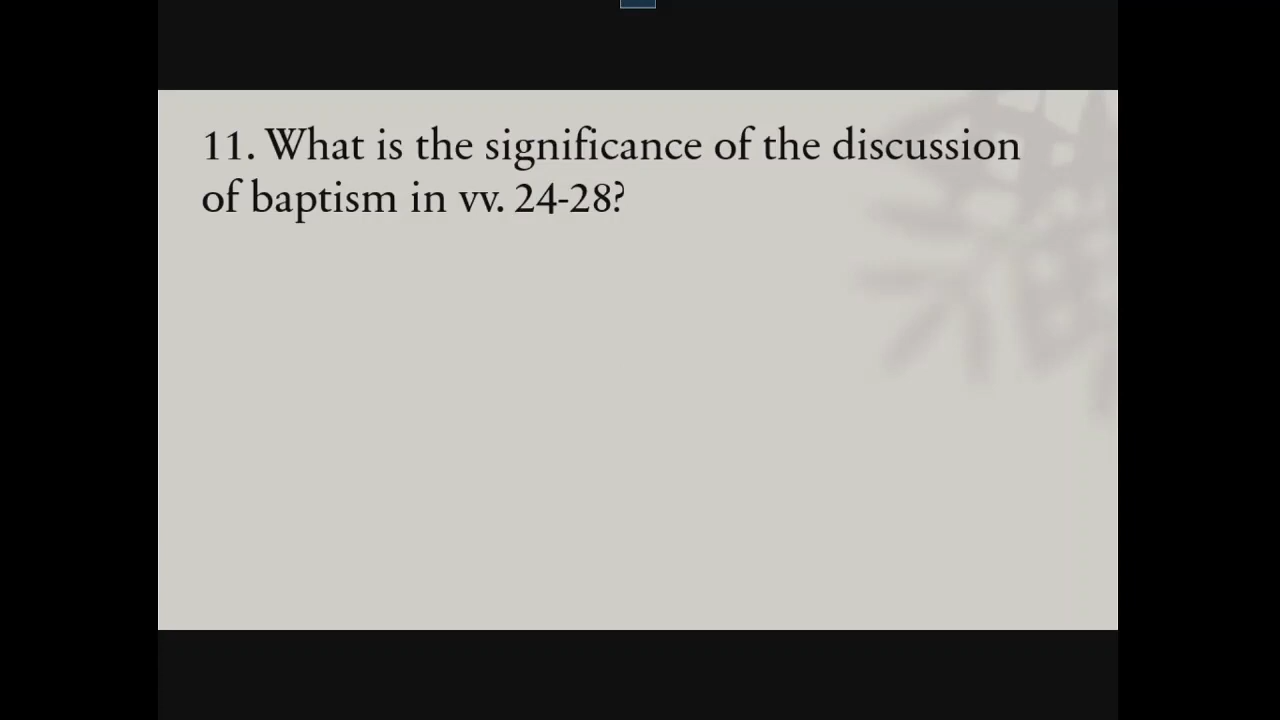 11. What is the significance of the discussion
of baptism in vv. 24-28?